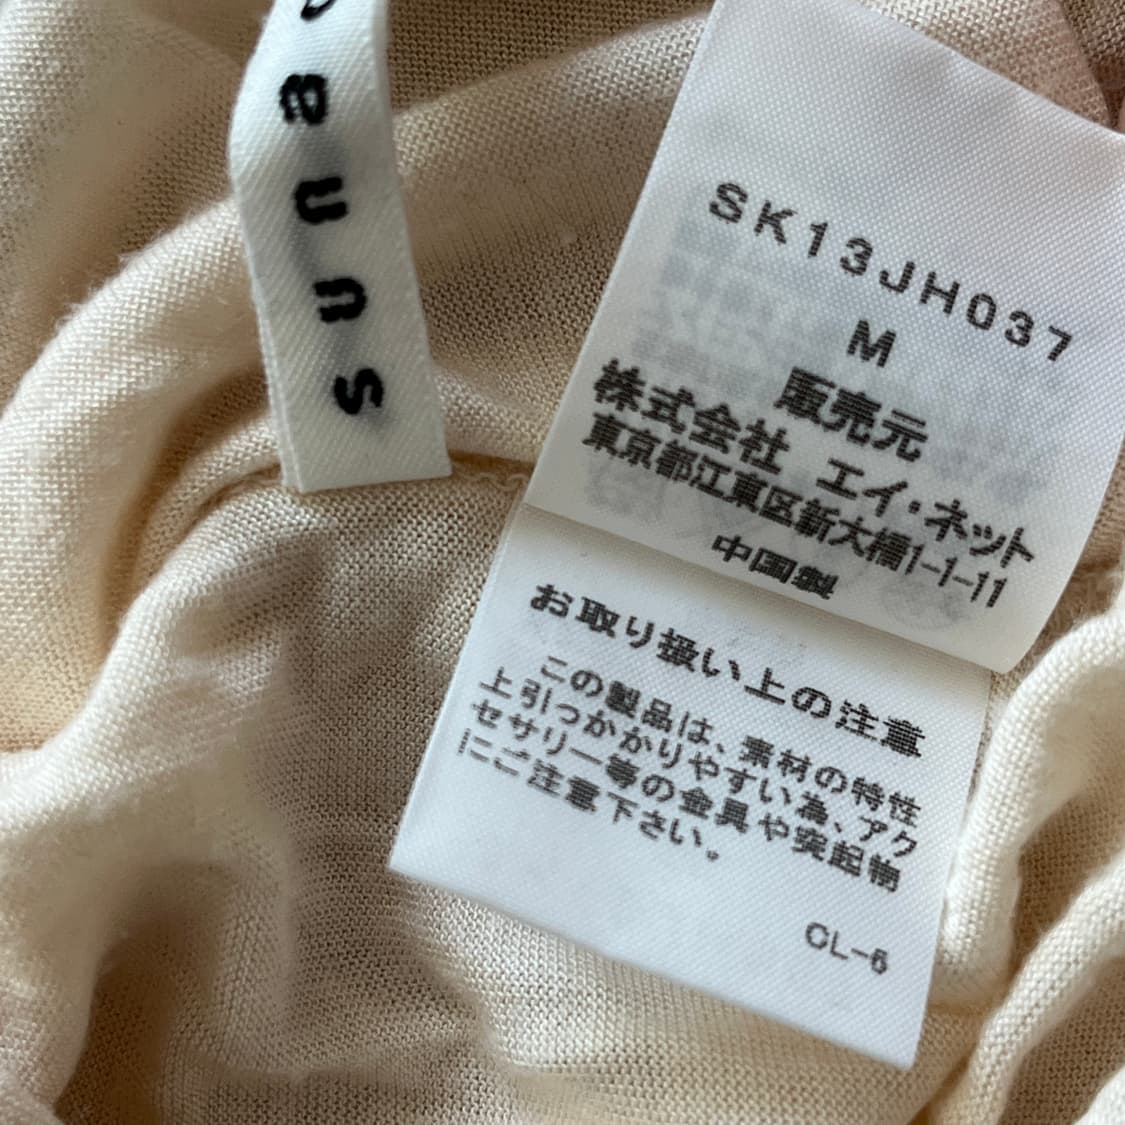 suna
SK13JH037
M
販売元
株式会社 エイ・ネット
東京都江東区新大橋1-1-11
中国製
お取り扱い上の注意
この製品は、素材の特性
上引っかかりやすい為、アク
セサリー等の金具や突起物
にご注意下さい。
CL-6